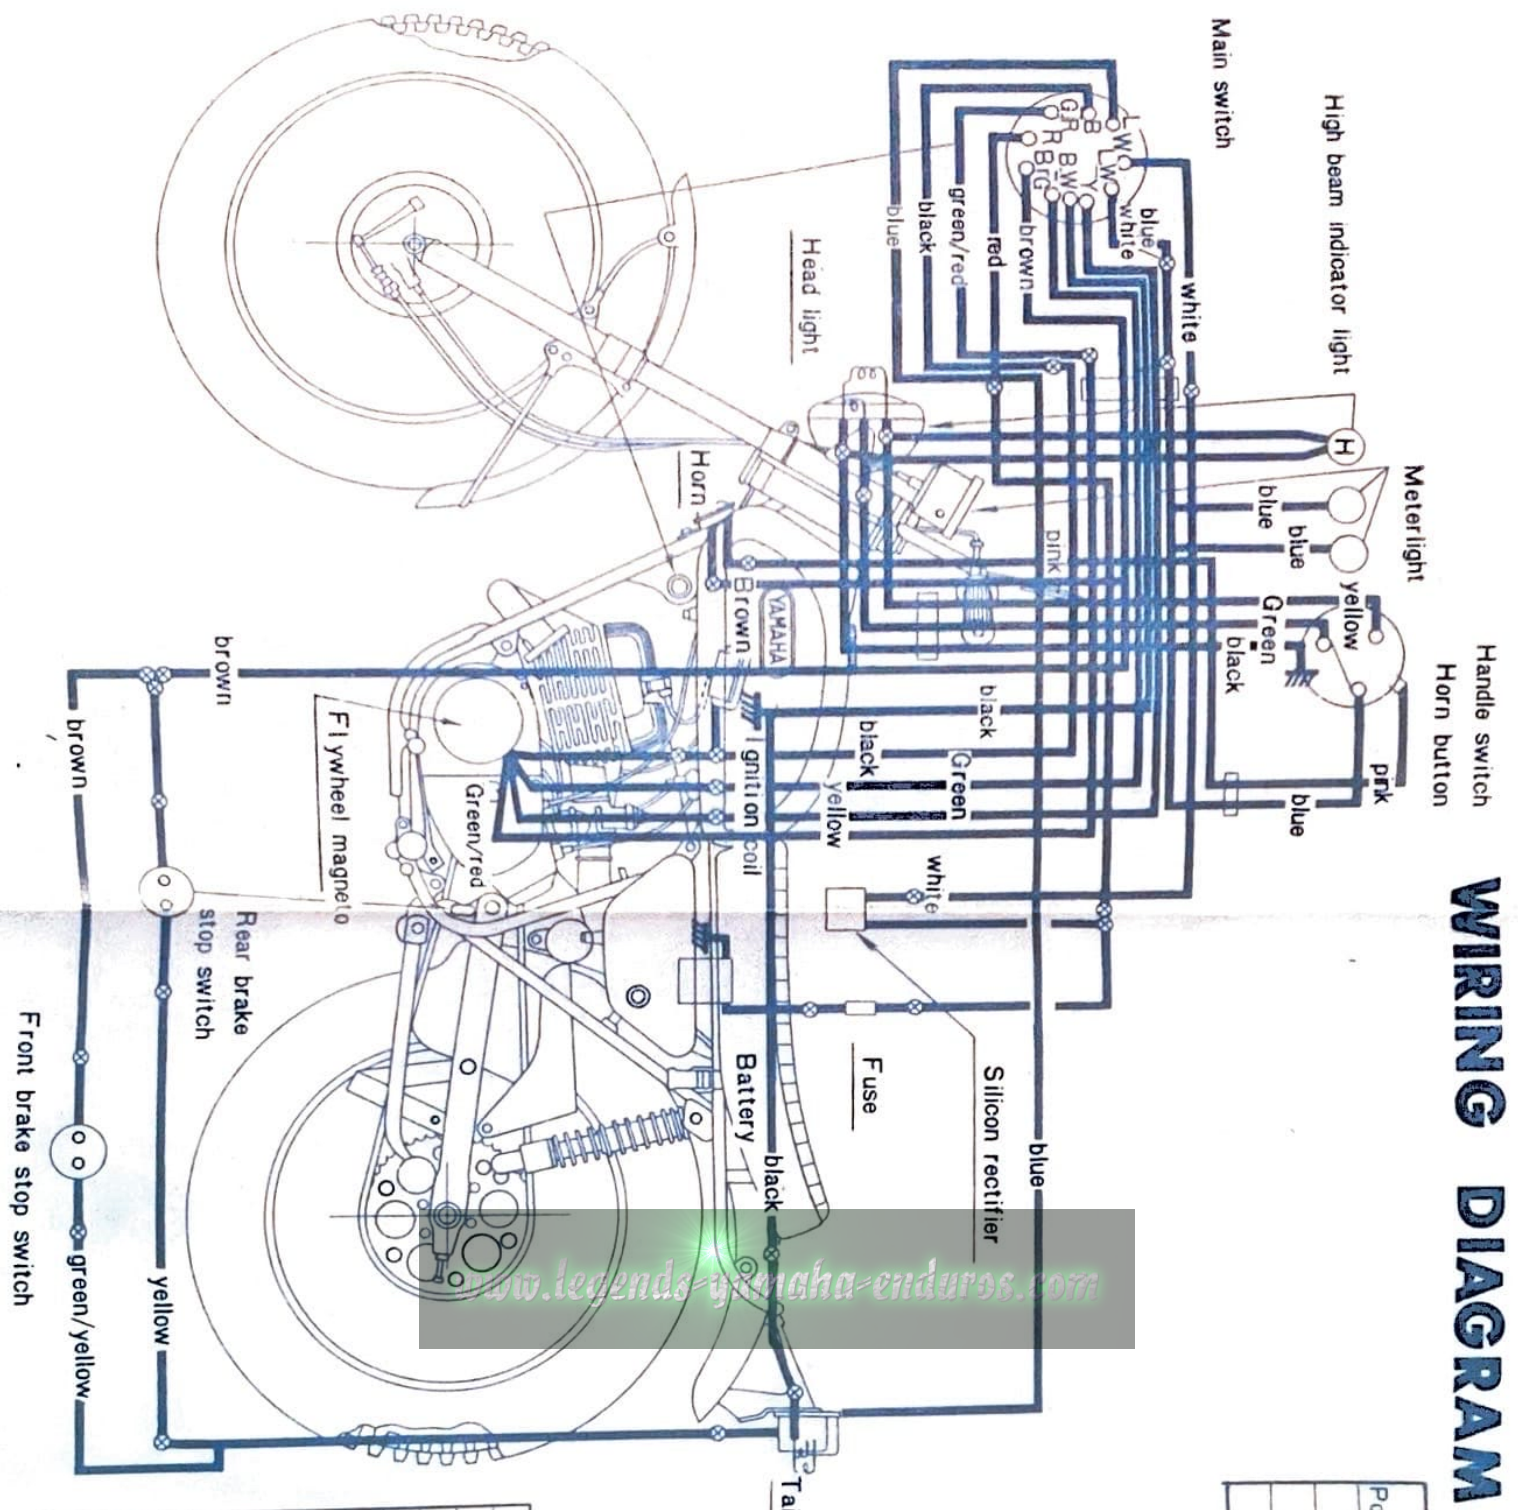 WIRING DIAGRAM
Main switch
High beam indicator light
Meterlight
Handle switch
Horn button
Head light
Horn
YAMAHA
Ignition coil
Flywheel magneto
Rear brake
stop switch
Front brake stop switch
Battery
Fuse
Silicon rectifier
L
W
B
G.R
R
BrG
B.W
Y
LW
H
blue
black
green/red
red
brown
blue
white
white
blue
blue
yellow
Green
black
pink
blue
pink
Brown
brown
brown
black
black
Green
yellow
Green/red
white
blue
black
yellow
green/yellow
www.legends-yamaha-enduros.com